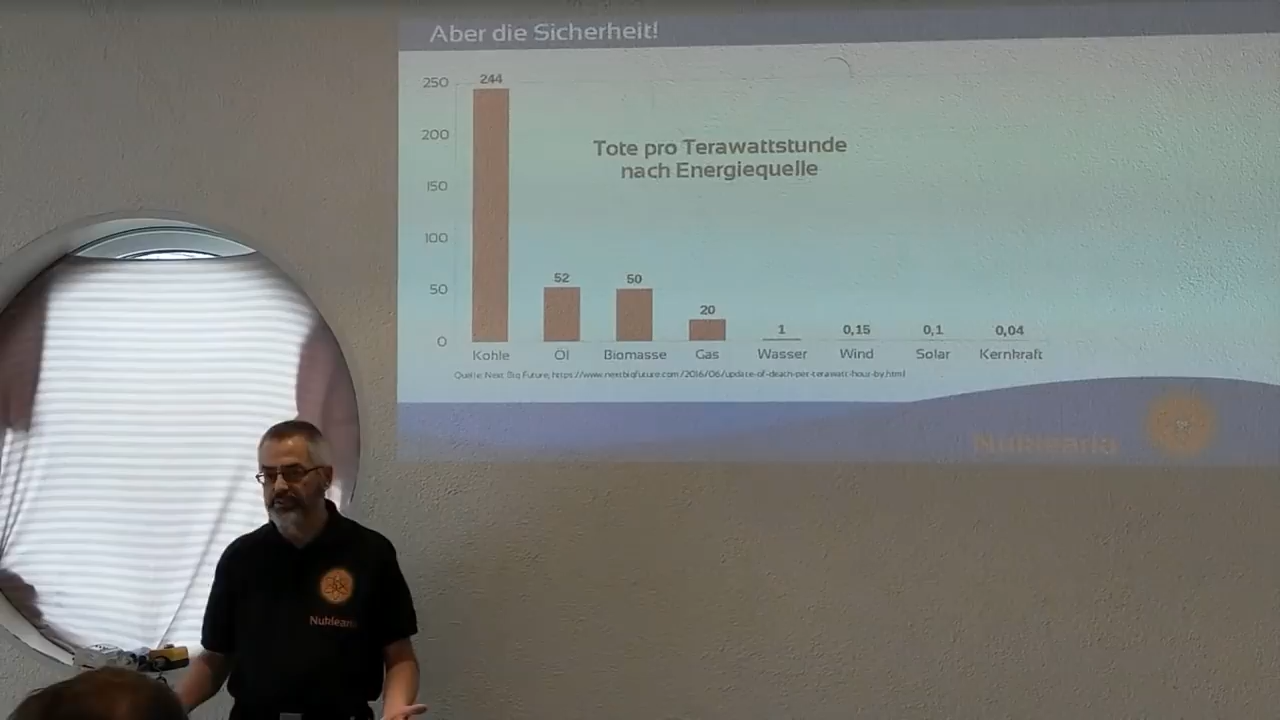 Aber die Sicherheit!
250
200
150
100
50
0
244
52
50
20
1
0,15
0,1
0,04
Tote pro Terawattstunde
nach Energiequelle
Kohle Öl Biomasse Gas Wasser Wind Solar Kernkraft
Quelle: Next Big Future; https://www.nextbigfuture.com/2016/06/update-of-death-per-terawatt-hour-by.html
Nuklearia
Nuklearia